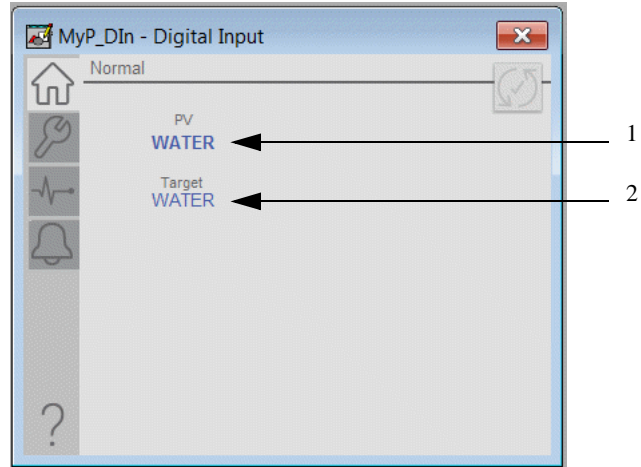 MyP_DIn - Digital Input
Normal
PV
WATER
1
Target
WATER
2
?